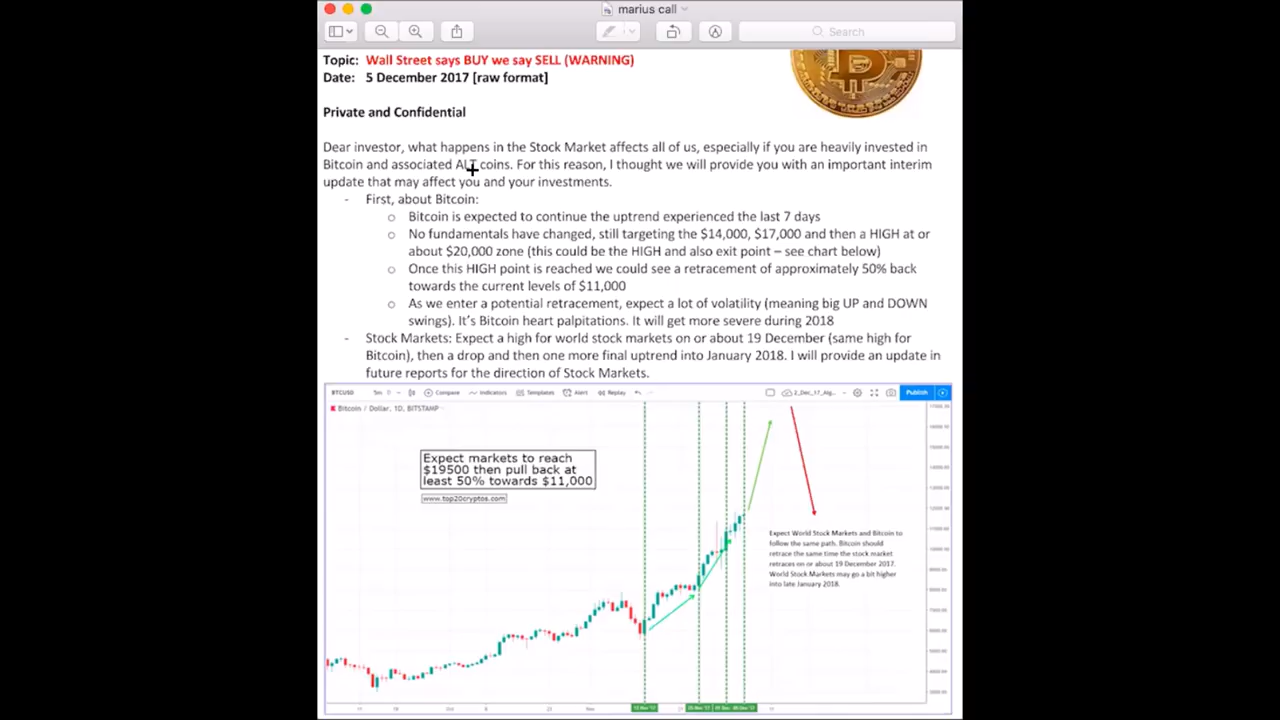 marius call
Search
Topic: Wall Street says BUY we say SELL (WARNING)
Date: 5 December 2017 [raw format]
Private and Confidential
Dear investor, what happens in the Stock Market affects all of us, especially if you are heavily invested in
Bitcoin and associated ALT coins. For this reason, I thought we will provide you with an important interim
update that may affect you and your investments.
- First, about Bitcoin:
o Bitcoin is expected to continue the uptrend experienced the last 7 days
o No fundamentals have changed, still targeting the $14,000, $17,000 and then a HIGH at or
about $20,000 zone (this could be the HIGH and also exit point – see chart below)
o Once this HIGH point is reached we could see a retracement of approximately 50% back
towards the current levels of $11,000
o As we enter a potential retracement, expect a lot of volatility (meaning big UP and DOWN
swings). It's Bitcoin heart palpitations. It will get more severe during 2018
- Stock Markets: Expect a high for world stock markets on or about 19 December (same high for
Bitcoin), then a drop and then one more final uptrend into January 2018. I will provide an update in
future reports for the direction of Stock Markets.
BTCUSD Compare Indicators Templates Alert Replay 2_Dec_17_Alg... Publish
Bitcoin / Dollar, 1D, BITSTAMP
Expect markets to reach
$19500 then pull back at
least 50% towards $11,000
www.top20cryptos.com
Expect World Stock Markets and Bitcoin to
follow the same path. Bitcoin should
retrace the same time the stock market
retraces on or about 19 December 2017.
World Stock Markets may go a bit higher
into late January 2018.